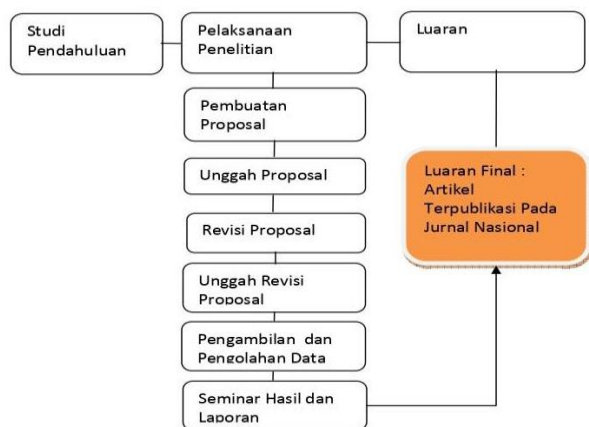 Studi
Pendahuluan
Pelaksanaan
Penelitian
Luaran
Pembuatan
Proposal
Unggah Proposal
Revisi Proposal
Unggah Revisi
Proposal
Pengambilan dan
Pengolahan Data
Seminar Hasil dan
Laporan
Luaran Final :
Artikel
Terpublikasi Pada
Jurnal Nasional